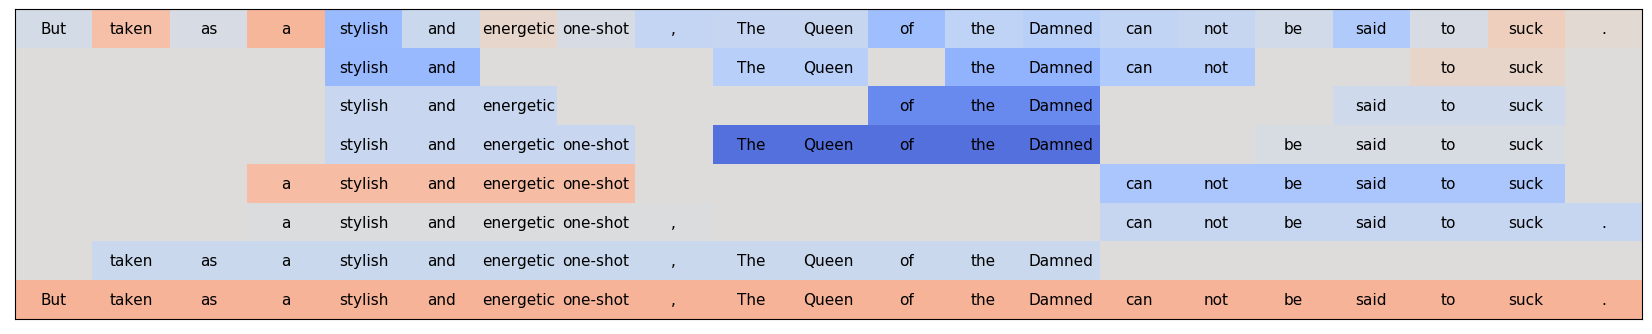 But taken as a stylish and energetic one-shot , The Queen of the Damned can not be said to suck .
stylish and The Queen the Damned can not to suck
stylish and energetic of the Damned said to suck
stylish and energetic one-shot The Queen of the Damned be said to suck
a stylish and energetic one-shot can not be said to suck
a stylish and energetic one-shot , can not be said to suck .
taken as a stylish and energetic one-shot , The Queen of the Damned
But taken as a stylish and energetic one-shot , The Queen of the Damned can not be said to suck .